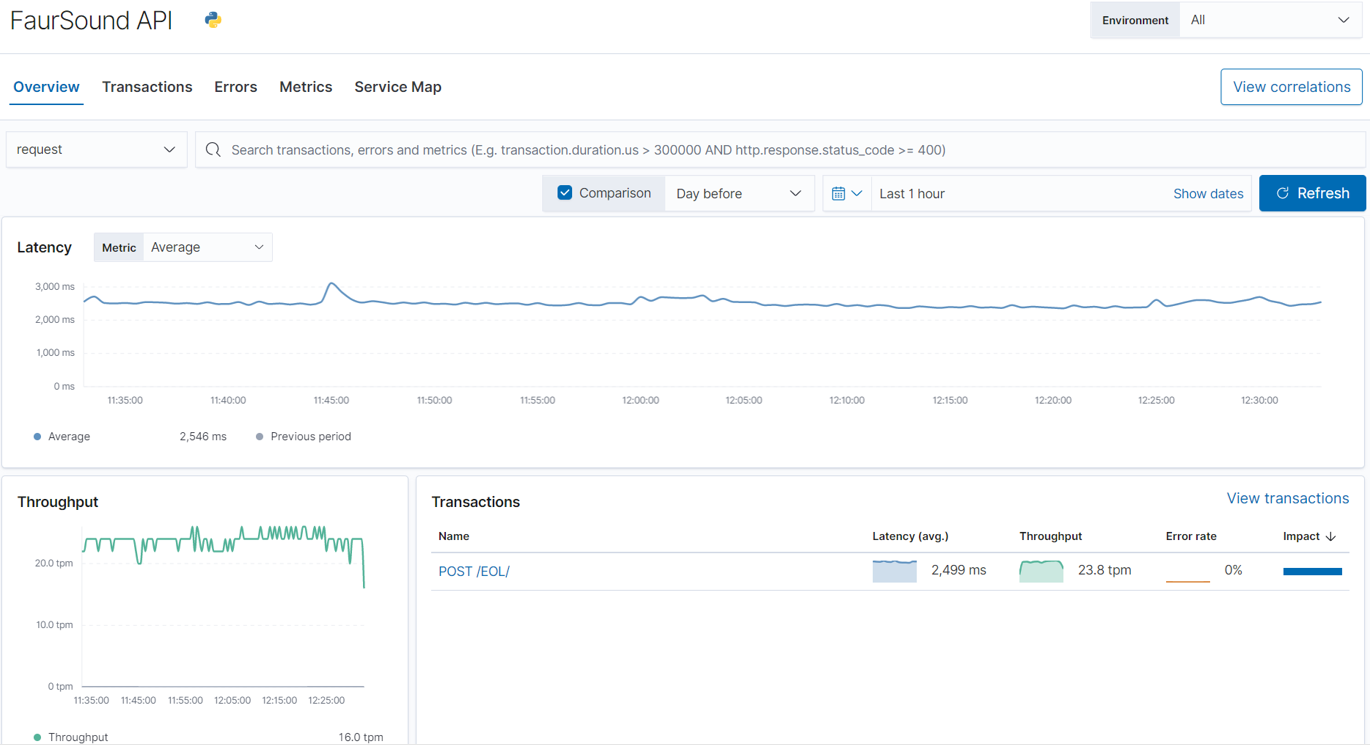 FaurSound API
Environment All
Overview Transactions Errors Metrics Service Map View correlations
request Search transactions, errors and metrics (E.g. transaction.duration.us > 300000 AND http.response.status_code >= 400)
Comparison Day before Last 1 hour Show dates Refresh
Latency Metric Average
3,000 ms
2,000 ms
1,000 ms
0 ms
11:35:00 11:40:00 11:45:00 11:50:00 11:55:00 12:00:00 12:05:00 12:10:00 12:15:00 12:20:00 12:25:00 12:30:00
Average 2,546 ms Previous period
Throughput
20.0 tpm
10.0 tpm
0 tpm
11:35:00 11:45:00 11:55:00 12:05:00 12:15:00 12:25:00
Throughput 16.0 tpm
Transactions View transactions
Name Latency (avg.) Throughput Error rate Impact
POST /EOL/ 2,499 ms 23.8 tpm 0%